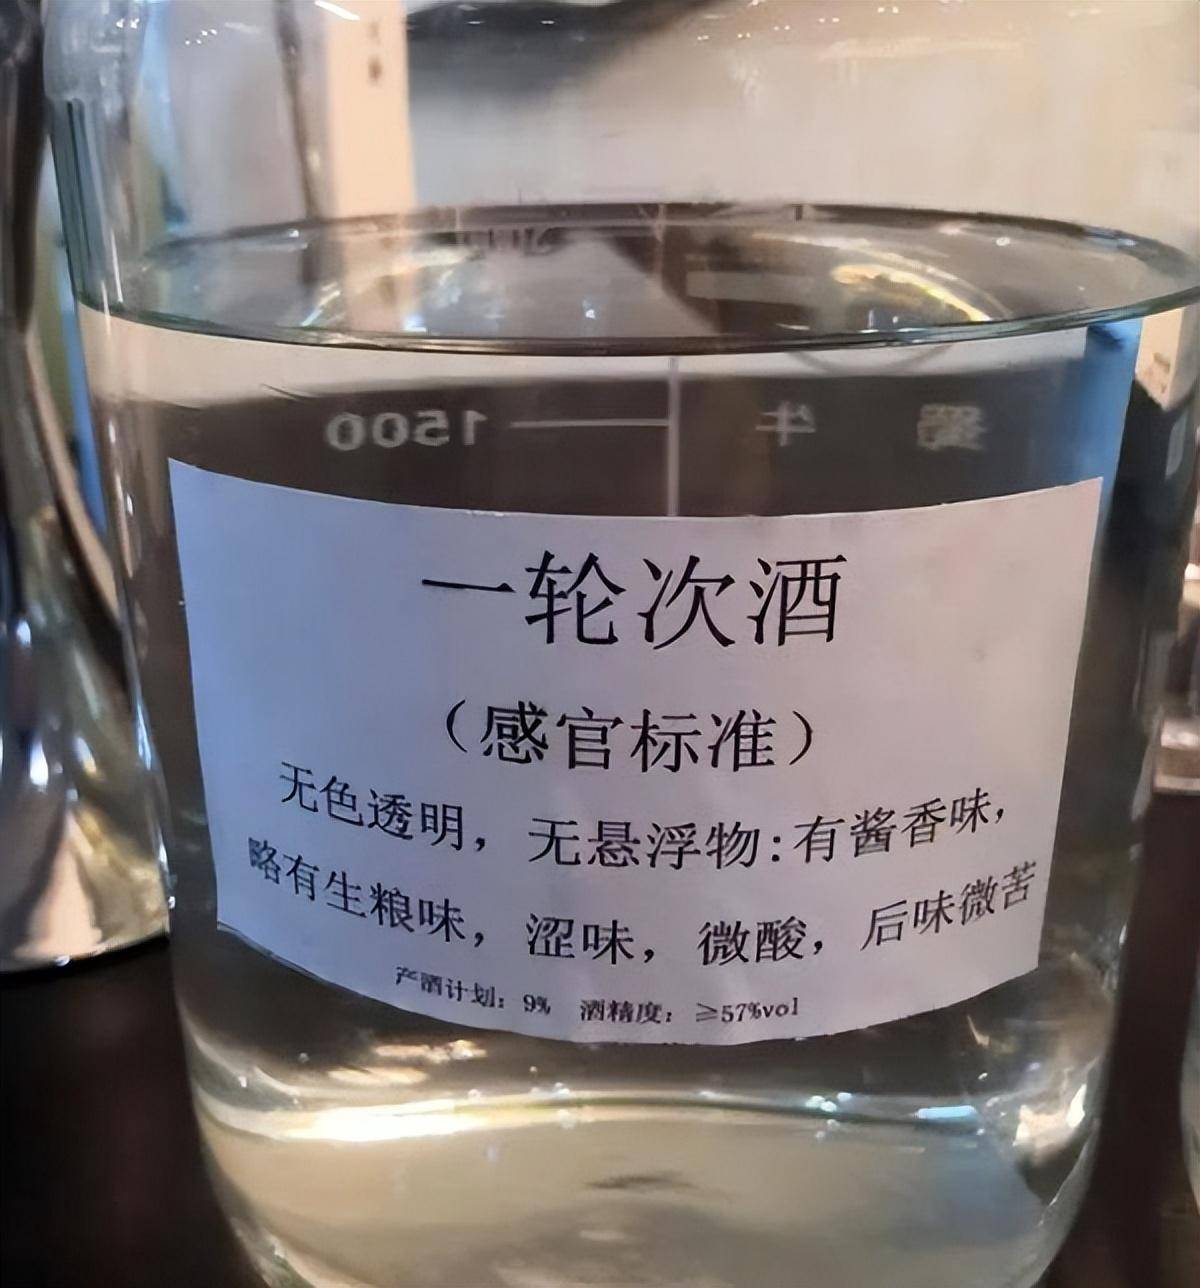 1500
一轮次酒
（感官标准）
无色透明，无悬浮物:有酱香味，
略有生粮味，涩味，微酸，后味微苦
产酒计划：9% 酒精度：≧57%vol